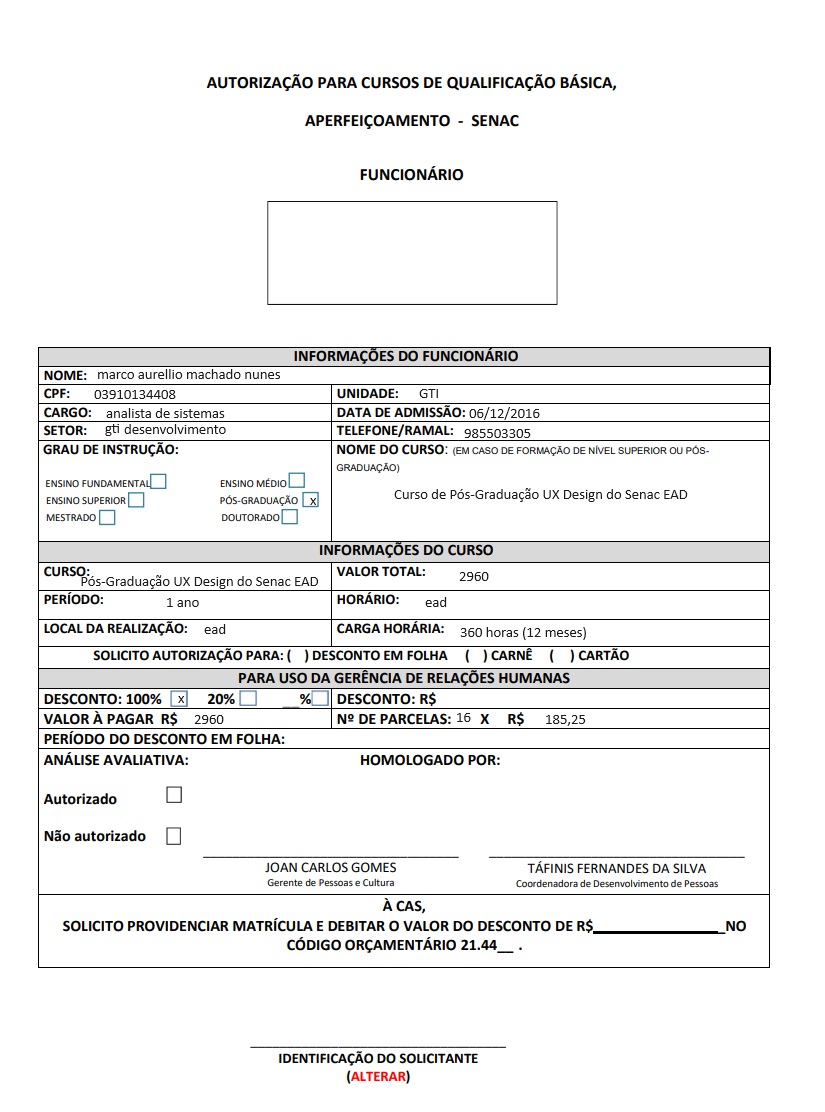 AUTORIZAÇÃO PARA CURSOS DE QUALIFICAÇÃO BÁSICA,
APERFEIÇOAMENTO - SENAC
FUNCIONÁRIO
INFORMAÇÕES DO FUNCIONÁRIO
NOME: marco aurellio machado nunes
CPF: 03910134408 UNIDADE: GTI
CARGO: analista de sistemas DATA DE ADMISSÃO: 06/12/2016
SETOR: gti desenvolvimento TELEFONE/RAMAL: 985503305
GRAU DE INSTRUÇÃO: NOME DO CURSO: (EM CASO DE FORMAÇÃO DE NÍVEL SUPERIOR OU PÓS-
GRADUAÇÃO)
ENSINO FUNDAMENTAL ENSINO MÉDIO
ENSINO SUPERIOR PÓS-GRADUAÇÃO x Curso de Pós-Graduação UX Design do Senac EAD
MESTRADO DOUTORADO
INFORMAÇÕES DO CURSO
CURSO: Pós-Graduação UX Design do Senac EAD VALOR TOTAL: 2960
PERÍODO: 1 ano HORÁRIO: ead
LOCAL DA REALIZAÇÃO: ead CARGA HORÁRIA: 360 horas (12 meses)
SOLICITO AUTORIZAÇÃO PARA: ( ) DESCONTO EM FOLHA ( ) CARNÊ ( ) CARTÃO
PARA USO DA GERÊNCIA DE RELAÇÕES HUMANAS
DESCONTO: 100% x 20% __% DESCONTO: R$
VALOR À PAGAR R$ 2960 Nº DE PARCELAS: 16 X R$ 185,25
PERÍODO DO DESCONTO EM FOLHA:
ANÁLISE AVALIATIVA: HOMOLOGADO POR:
Autorizado
Não autorizado
JOAN CARLOS GOMES TÁFINIS FERNANDES DA SILVA
Gerente de Pessoas e Cultura Coordenadora de Desenvolvimento de Pessoas
À CAS,
SOLICITO PROVIDENCIAR MATRÍCULA E DEBITAR O VALOR DO DESCONTO DE R$_________________NO
CÓDIGO ORÇAMENTÁRIO 21.44__ .
IDENTIFICAÇÃO DO SOLICITANTE
(ALTERAR)